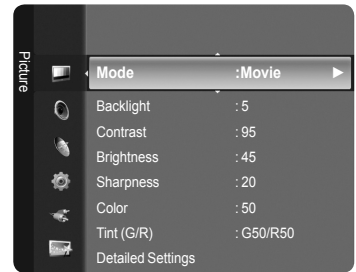 Picture
Mode :Movie
Backlight : 5
Contrast : 95
Brightness : 45
Sharpness : 20
Color : 50
Tint (G/R) : G50/R50
Detailed Settings